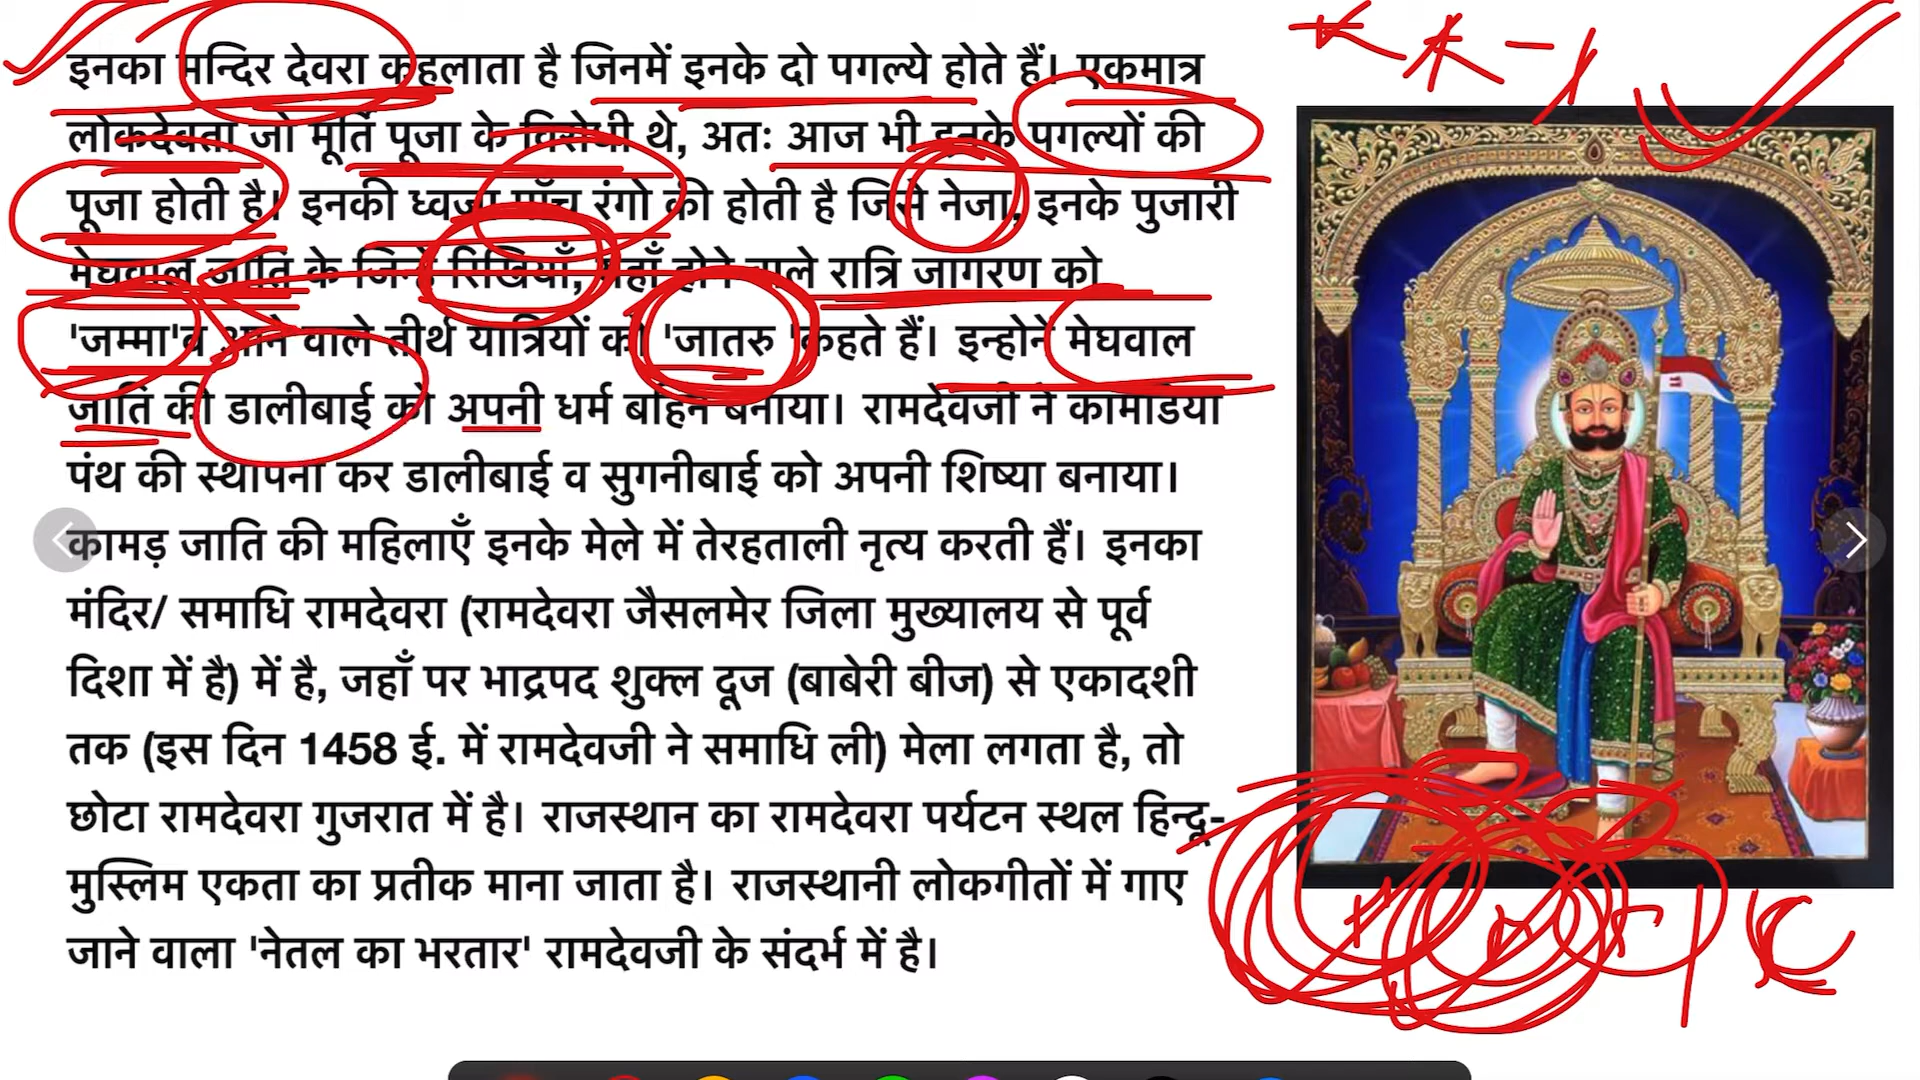 इनका मन्दिर देवरा कहलाता है जिनमें इनके दो पगल्ये होते हैं। एकमात्र
लोकदेवता जो मूर्ति पूजा के विरोधी थे, अतः आज भी इनके पगल्यों की
पूजा होती है। इनकी ध्वजा पाँच रंगो की होती है जिसे नेजा, इनके पुजारी
मेघवाल जाति के जिन्हें रिखियाँ, यहाँ होने वाले रात्रि जागरण को
'जम्मा'व आने वाले तीर्थ यात्रियों को 'जातरु 'कहते हैं। इन्होने मेघवाल
जाति की डालीबाई को अपनी धर्म बहिन बनाया। रामदेवजी ने कामडिया
पंथ की स्थापना कर डालीबाई व सुगनीबाई को अपनी शिष्या बनाया।
कामड़ जाति की महिलाएँ इनके मेले में तेरहताली नृत्य करती हैं। इनका
मंदिर/ समाधि रामदेवरा (रामदेवरा जैसलमेर जिला मुख्यालय से पूर्व
दिशा में है) में है, जहाँ पर भाद्रपद शुक्ल दूज (बाबेरी बीज) से एकादशी
तक (इस दिन 1458 ई. में रामदेवजी ने समाधि ली) मेला लगता है, तो
छोटा रामदेवरा गुजरात में है। राजस्थान का रामदेवरा पर्यटन स्थल हिन्दू-
मुस्लिम एकता का प्रतीक माना जाता है। राजस्थानी लोकगीतों में गाए
जाने वाला 'नेतल का भरतार' रामदेवजी के संदर्भ में है।